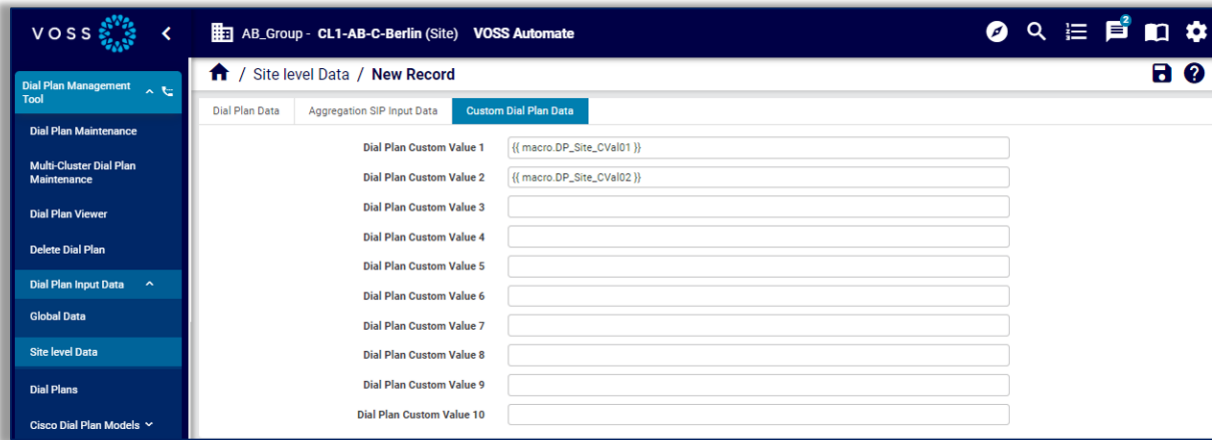 VOSS
AB_Group - CL1-AB-C-Berlin (Site) VOSS Automate
2
Dial Plan Management
Tool
Dial Plan Maintenance
Multi-Cluster Dial Plan
Maintenance
Dial Plan Viewer
Delete Dial Plan
Dial Plan Input Data
Global Data
Site level Data
Dial Plans
Cisco Dial Plan Models
/ Site level Data / New Record
Dial Plan Data Aggregation SIP Input Data Custom Dial Plan Data
Dial Plan Custom Value 1 {{ macro.DP_Site_CVal01 }}
Dial Plan Custom Value 2 {{ macro.DP_Site_CVal02 }}
Dial Plan Custom Value 3
Dial Plan Custom Value 4
Dial Plan Custom Value 5
Dial Plan Custom Value 6
Dial Plan Custom Value 7
Dial Plan Custom Value 8
Dial Plan Custom Value 9
Dial Plan Custom Value 10